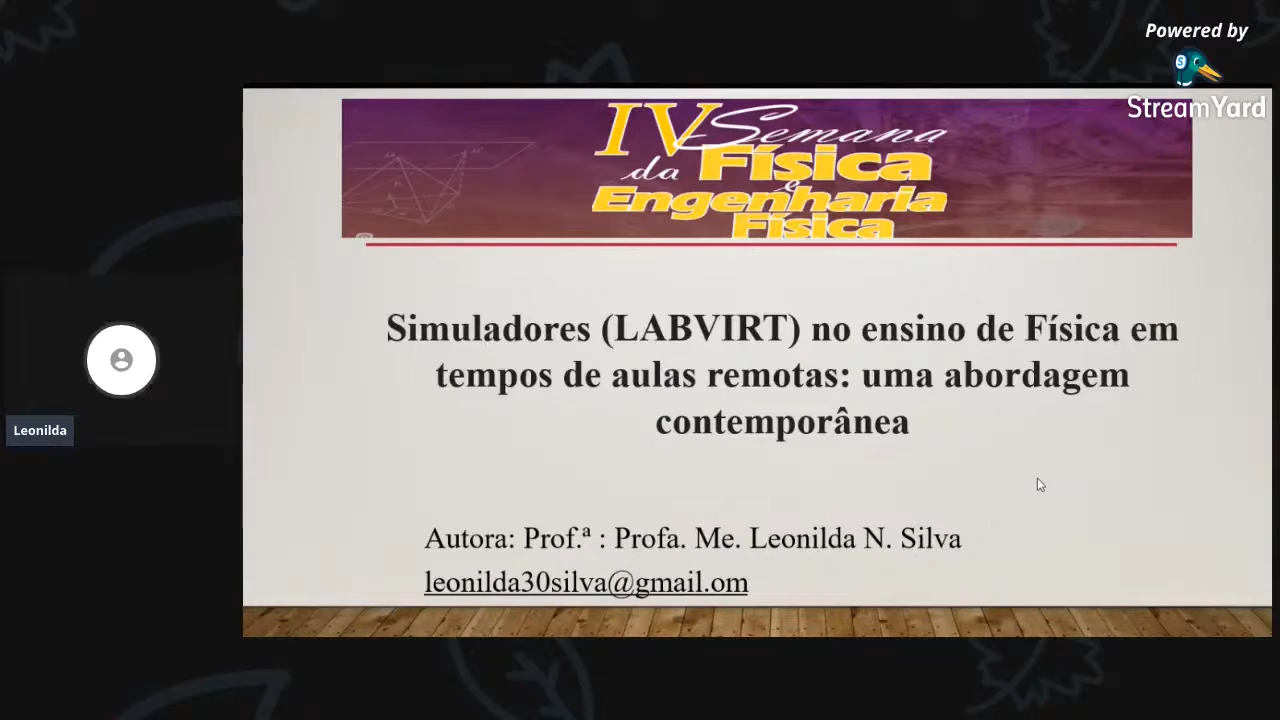 Powered by
StreamYard
IV Semana
da Física
e
Engenharia
Física
Simuladores (LABVIRT) no ensino de Física em
tempos de aulas remotas: uma abordagem
contemporânea
Leonilda
Autora: Prof.ª : Profa. Me. Leonilda N. Silva
leonilda30silva@gmail.om